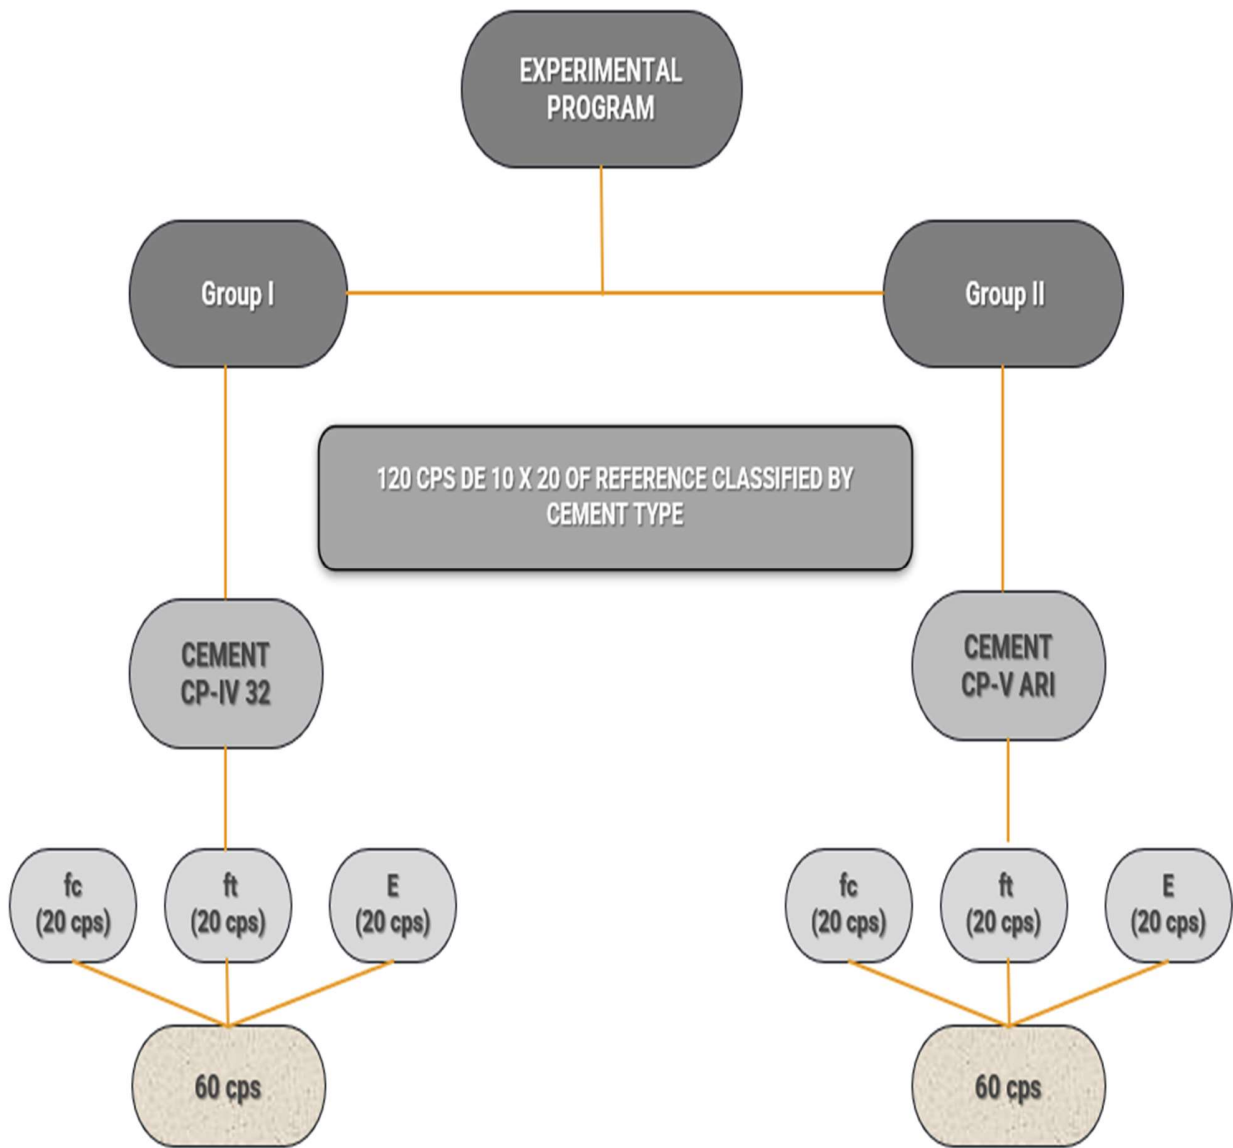 EXPERIMENTAL
PROGRAM
Group I
Group II
120 CPS DE 10 X 20 OF REFERENCE CLASSIFIED BY
CEMENT TYPE
CEMENT
CP-IV 32
CEMENT
CP-V ARI
fc
(20 cps)
ft
(20 cps)
E
(20 cps)
fc
(20 cps)
ft
(20 cps)
E
(20 cps)
60 cps
60 cps